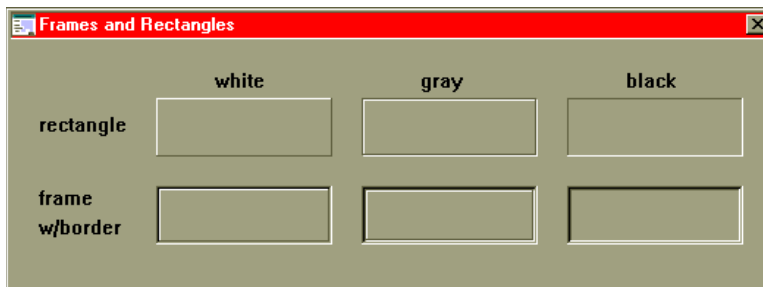 Frames and Rectangles
white gray black
rectangle
frame
w/border